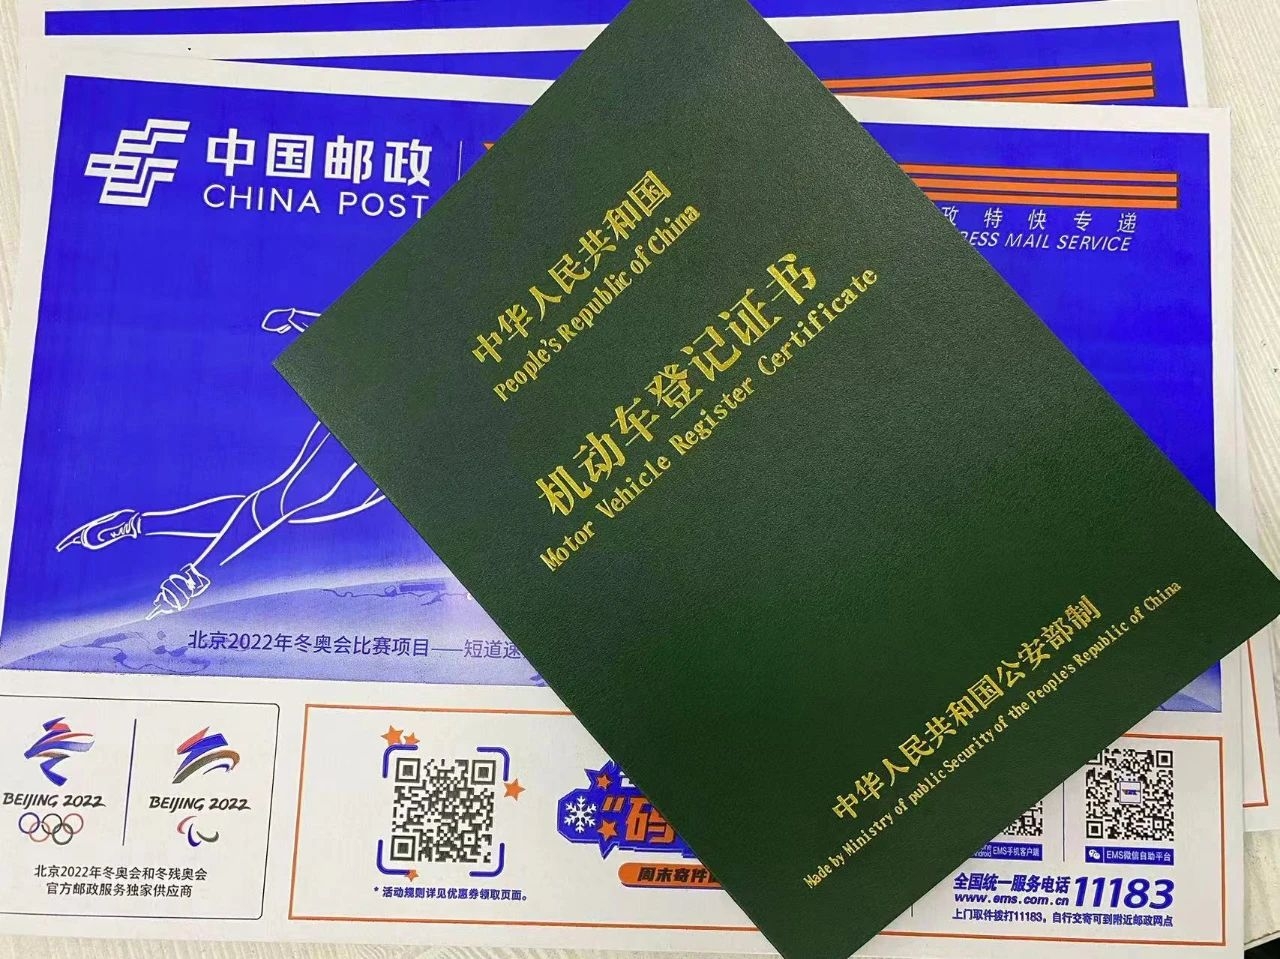 中国邮政
CHINA POST
政特快专递
RESS MAIL SERVICE
中华人民共和国
People's Republic of China
机动车登记证书
Motor Vehicle Register Certificate
中华人民共和国公安部制
Made by Ministry of public Security of the People's Republic of China
北京2022年冬奥会比赛项目——短道速
BEIJING 2022
BEIJING 2022
北京2022年冬奥会和冬残奥会
官方邮政服务独家供应商
*活动规则详见优惠券领取页面。
"码
周末寄件
Android EMS手机客户端
EMS微信自助平台
全国统一服务电话 11183
www.ems.com.cn
上门取件拨打11183,自行交寄可到附近邮政网点